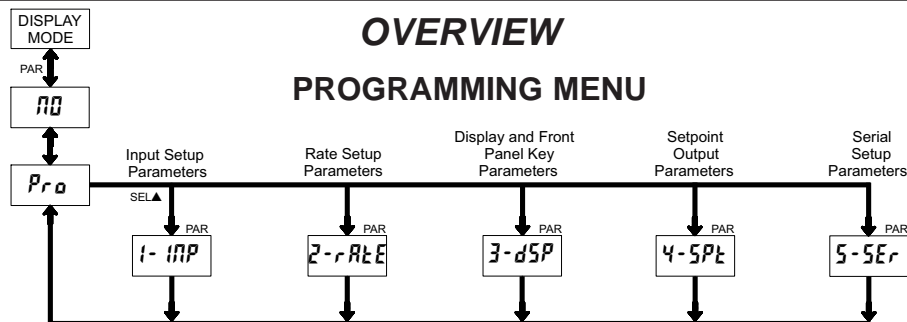 DISPLAY
MODE
OVERVIEW
PAR
PROGRAMMING MENU
NO
Pro
Input Setup
Parameters
Rate Setup
Parameters
Display and Front
Panel Key
Parameters
Setpoint
Output
Parameters
Serial
Setup
Parameters
SEL▲
PAR
1-INP
PAR
2-rAtE
PAR
3-dSP
PAR
4-SPt
PAR
5-SEr